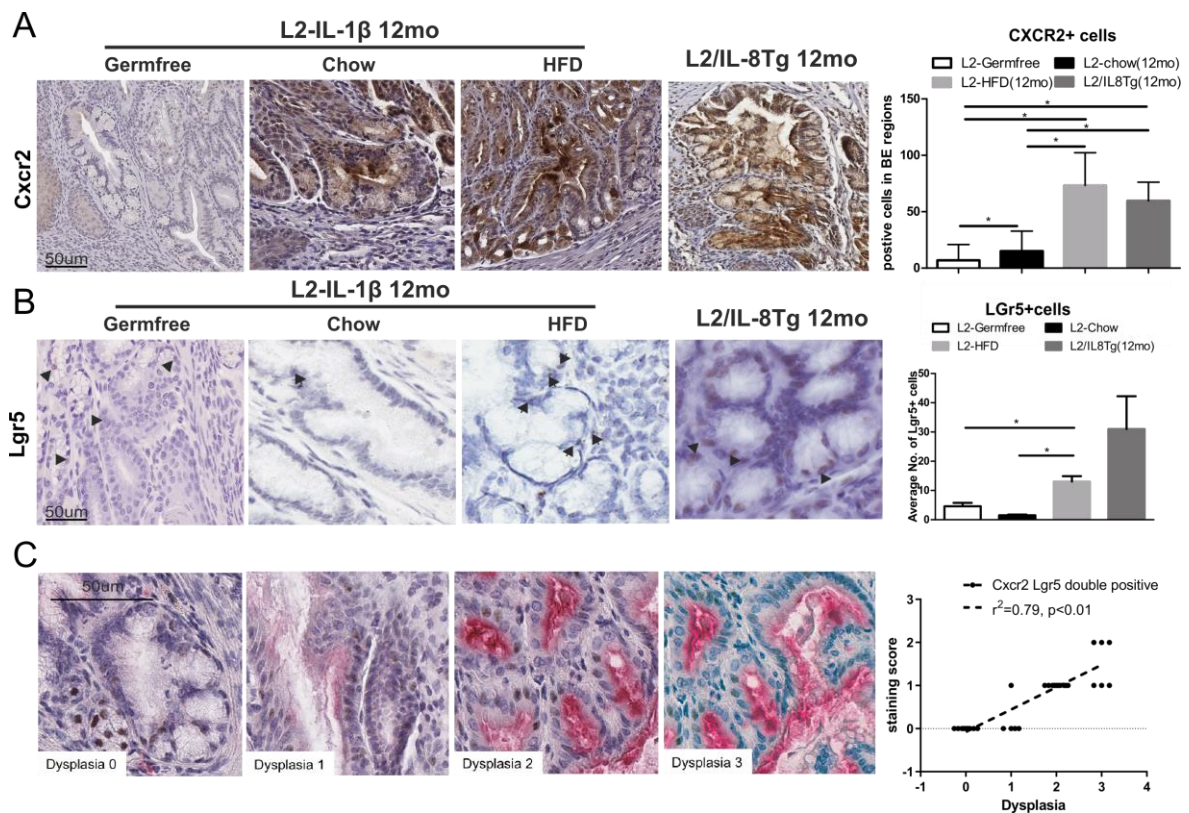 A
L2-IL-1β 12mo
Germfree Chow HFD L2/IL-8Tg 12mo
Cxcr2
50um
CXCR2+ cells
L2-Germfree L2-chow(12mo)
L2-HFD(12mo) L2/IL8Tg(12mo)
postive cells in BE regions
150
100
50
0
* * * * *
B
L2-IL-1β 12mo
Germfree Chow HFD L2/IL-8Tg 12mo
Lgr5
50um
LGr5+cells
L2-Germfree L2-Chow
L2-HFD L2/IL8Tg(12mo)
Average No. of Lgr5+ cells
50
40
30
20
10
0
* *
C
50um
Dysplasia 0 Dysplasia 1 Dysplasia 2 Dysplasia 3
Cxcr2 Lgr5 double positive
r²=0.79, p<0.01
staining score
3
2
1
0
-1
-1 0 1 2 3 4
Dysplasia